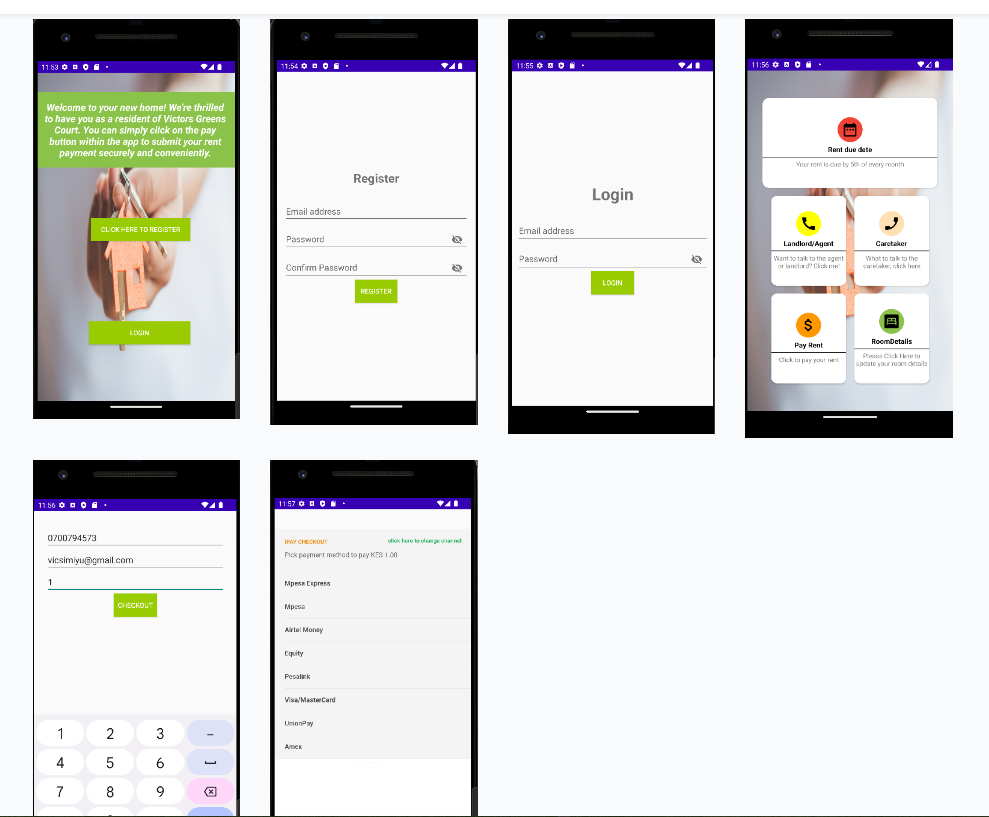 11:53
Welcome to your new home! We're thrilled
to have you as a resident of Victors Greens
Court. You can simply click on the pay
button within the app to submit your rent
payment securely and conveniently.
CLICK HERE TO REGISTER
LOGIN
11:54
Register
Email address
Password
Confirm Password
REGISTER
11:55
Login
Email address
Password
LOGIN
11:56
Rent due date
Your rent is due by 5th of every month
Landlord/Agent
Want to talk to the agent
or landlord? Click me!
Caretaker
What to talk to the
caretaker, click here
Pay Rent
Click to pay your rent
RoomDetails
Please Click Here to
update your room details
11:56
0700794573
vicsimiyu@gmail.com
1
CHECKOUT
1 2 3 –
4 5 6
7 8 9
11:57
IPAY CHECKOUT
click here to change channel
Pick payment method to pay KES 1.00
Mpesa Express
Mpesa
Airtel Money
Equity
Pesalink
Visa/MasterCard
UnionPay
Amex